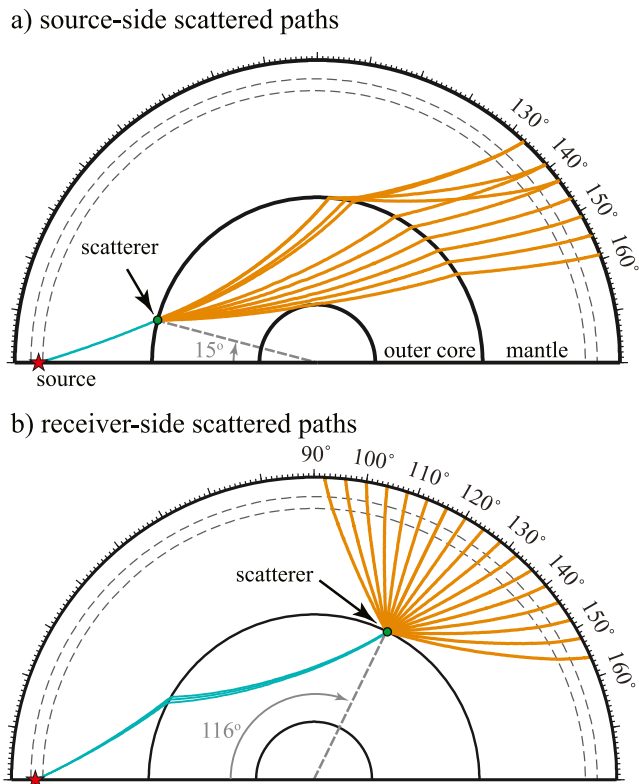 a) source-side scattered paths
130°
140°
150°
160°
scatterer
15°
outer core
mantle
source
b) receiver-side scattered paths
90°
100°
110°
120°
130°
140°
150°
160°
scatterer
116°